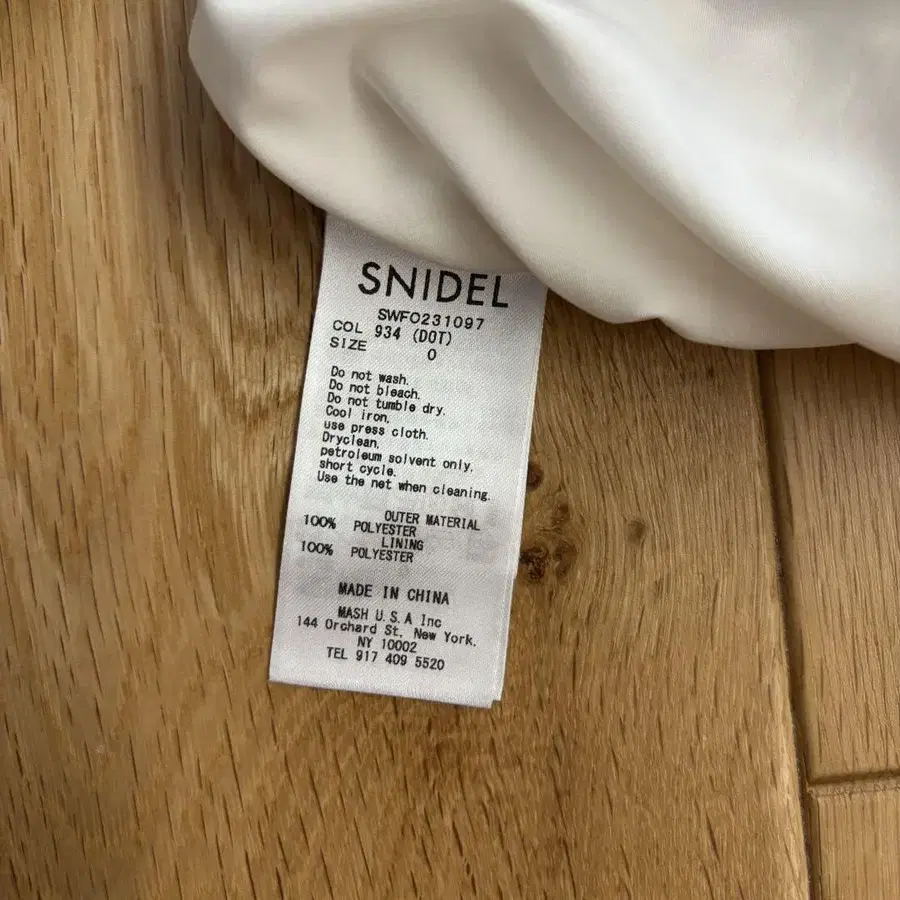 SNIDEL
SWFO231097
COL 934 (DOT)
SIZE 0
Do not wash.
Do not bleach.
Do not tumble dry.
Cool iron,
use press cloth.
Dryclean,
petroleum solvent only,
short cycle.
Use the net when cleaning.
OUTER MATERIAL
100% POLYESTER
LINING
100% POLYESTER
MADE IN CHINA
MASH U.S.A Inc
144 Orchard St, New York,
NY 10002
TEL 917 409 5520